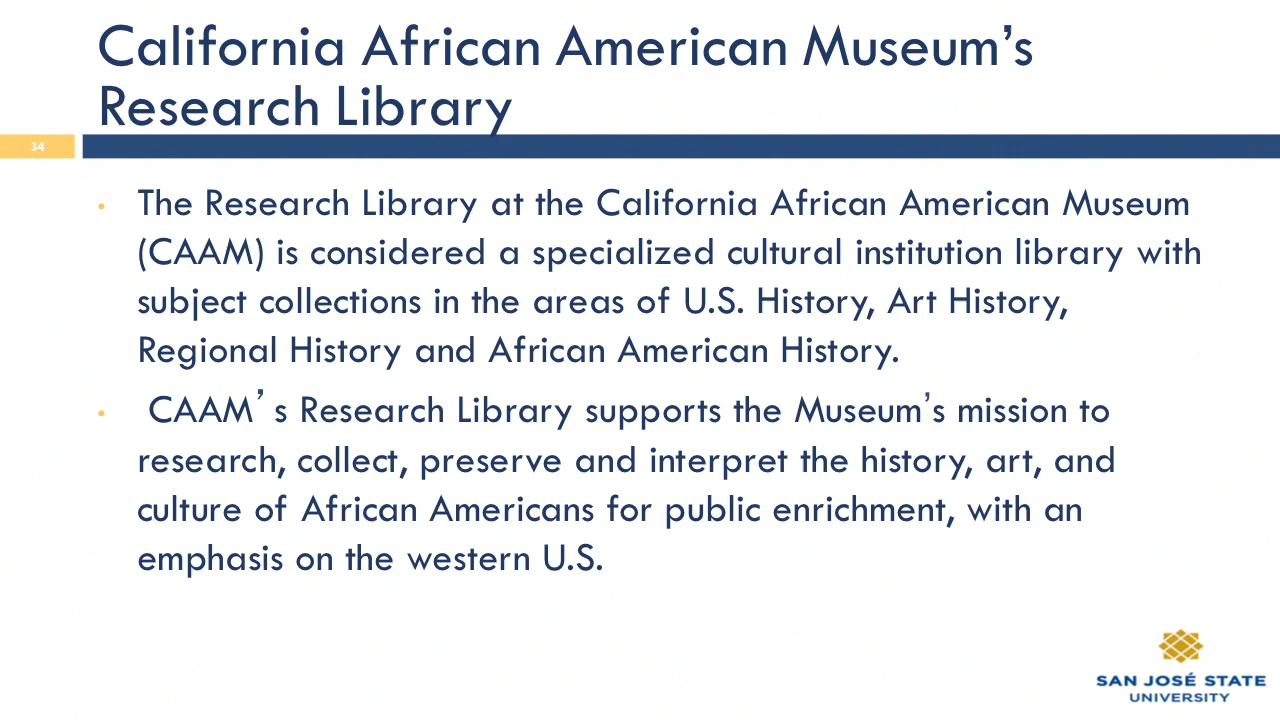 California African American Museum’s
Research Library
34
• The Research Library at the California African American Museum
(CAAM) is considered a specialized cultural institution library with
subject collections in the areas of U.S. History, Art History,
Regional History and African American History.
• CAAM’ s Research Library supports the Museum’s mission to
research, collect, preserve and interpret the history, art, and
culture of African Americans for public enrichment, with an
emphasis on the western U.S.
SAN JOSÉ STATE
UNIVERSITY